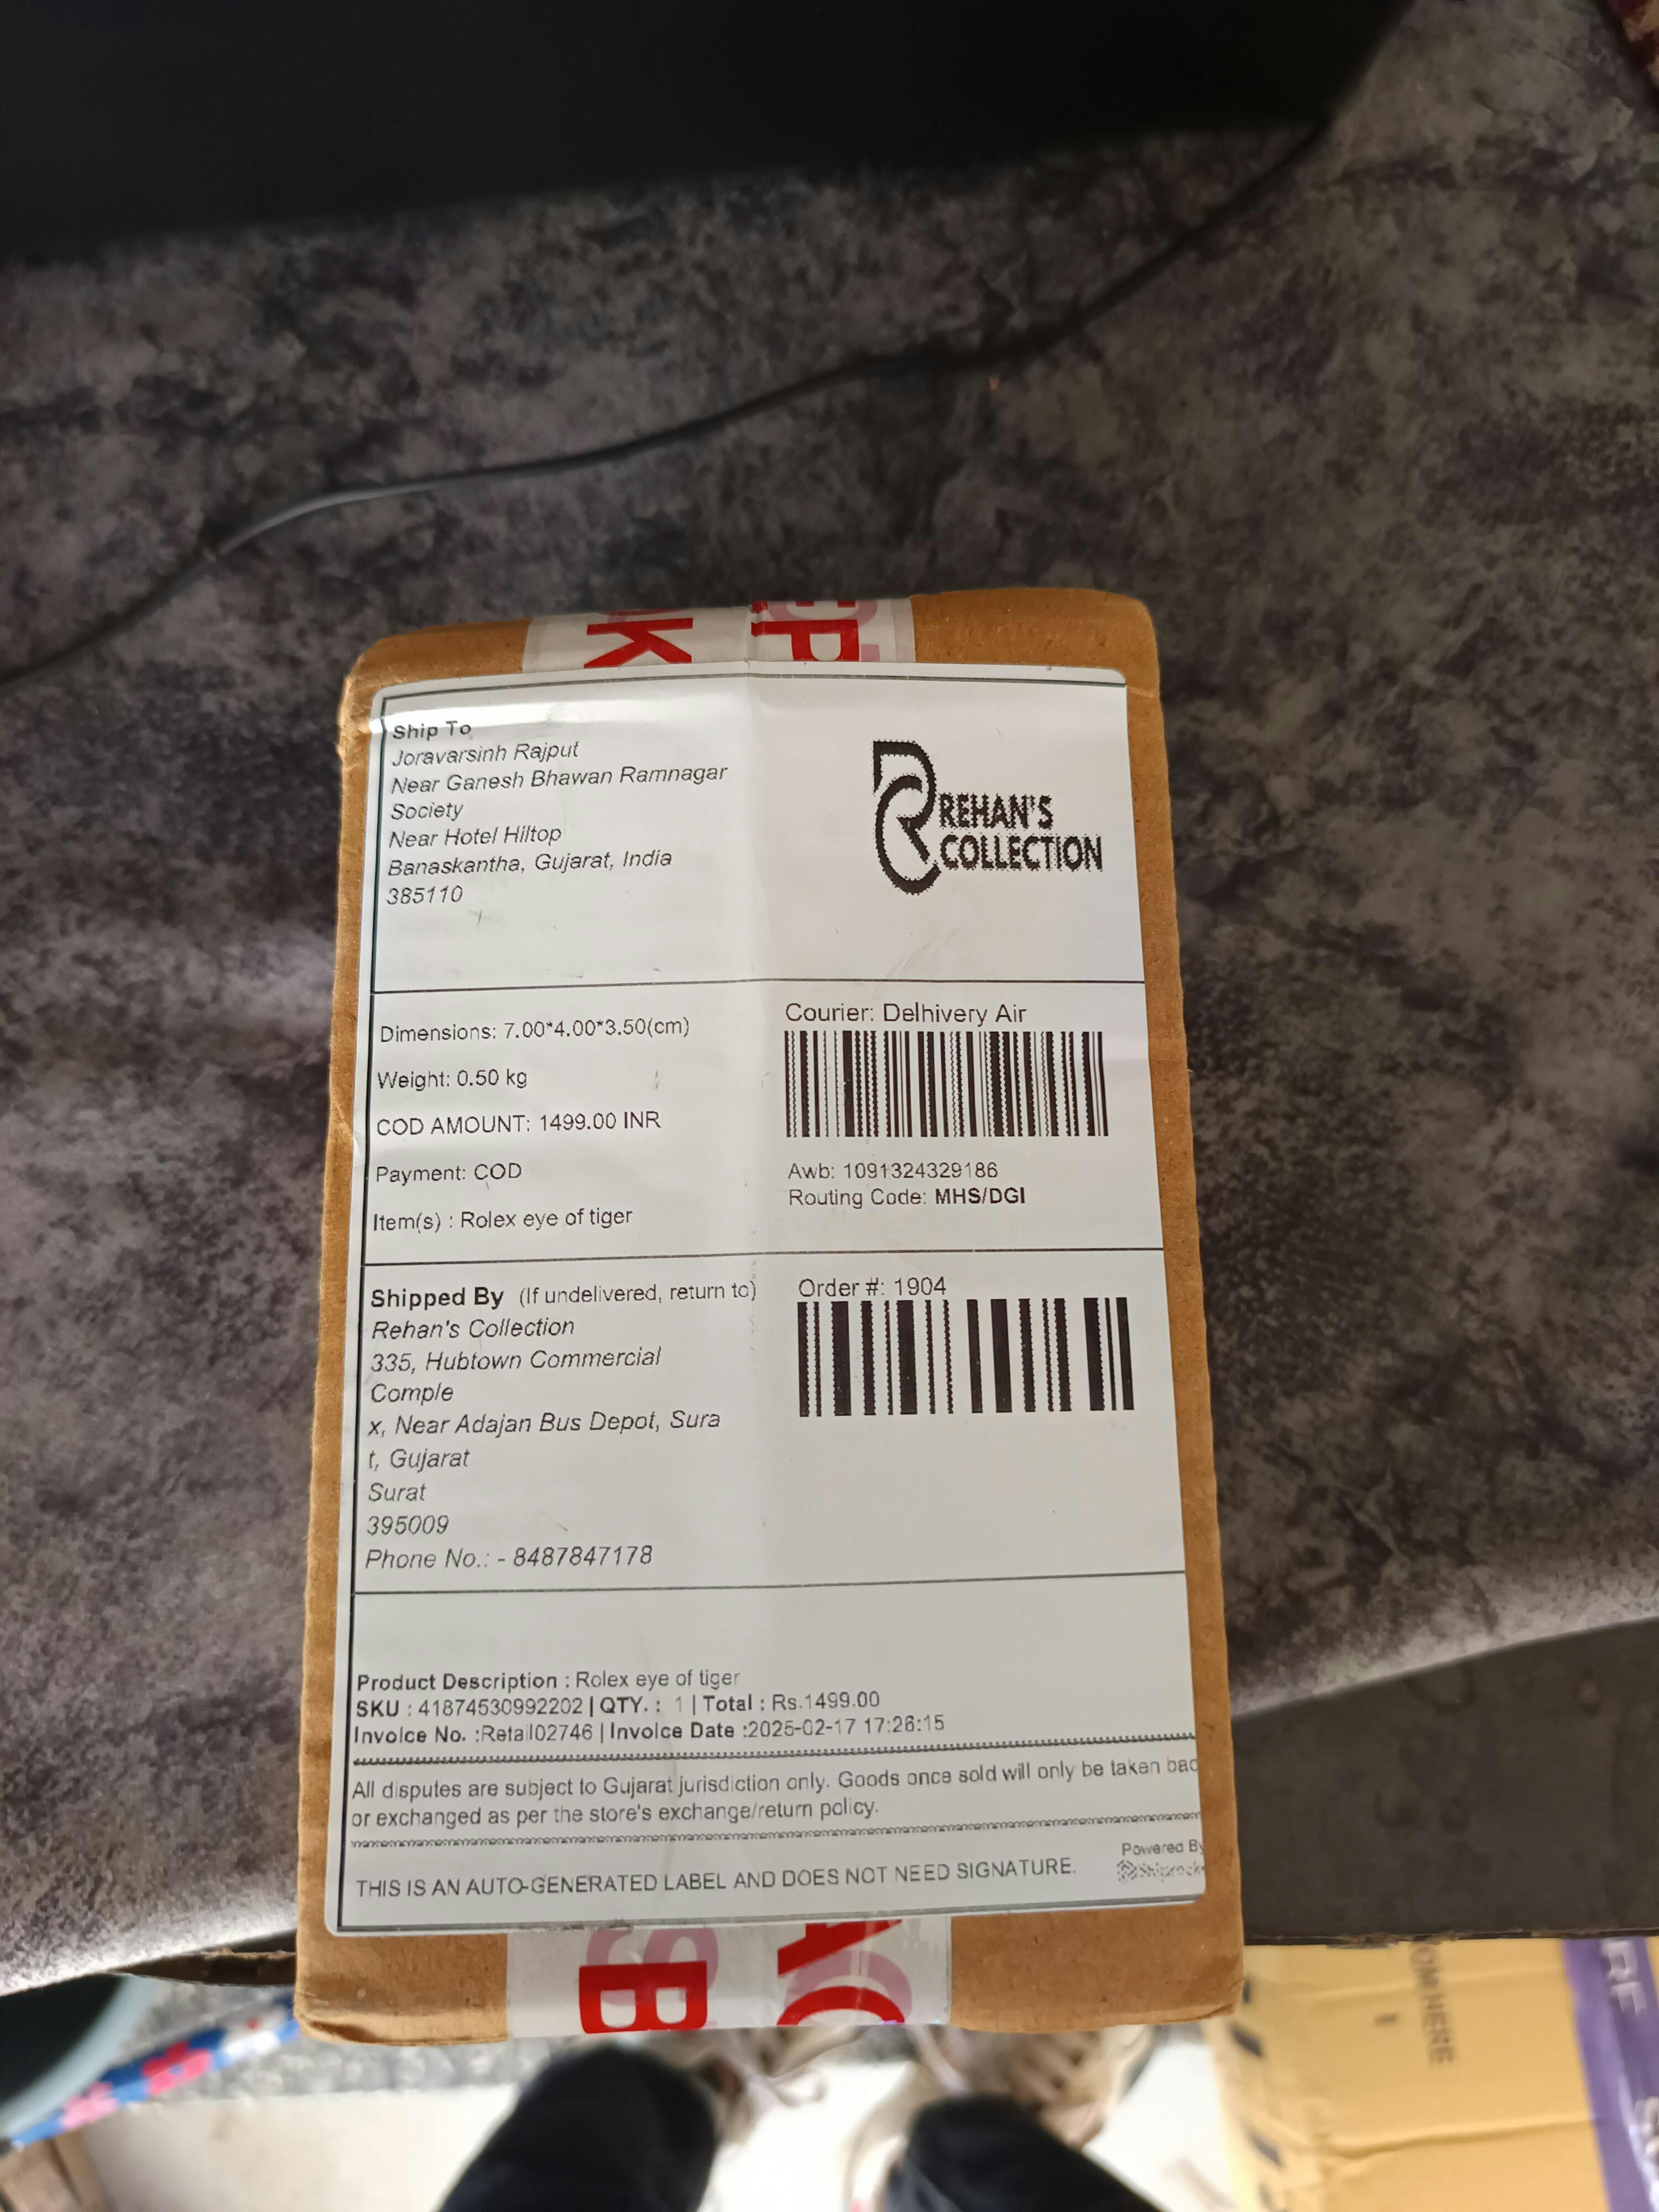 Ship To
Joravarsinh Rajput
Near Ganesh Bhawan Ramnagar
Society
Near Hotel Hiltop
Banaskantha, Gujarat, India
385110
REHAN'S
COLLECTION
Dimensions: 7.00*4.00*3.50(cm)
Weight: 0.50 kg
COD AMOUNT: 1499.00 INR
Payment: COD
Item(s) : Rolex eye of tiger
Courier: Delhivery Air
Awb: 1091324329186
Routing Code: MHS/DGI
Shipped By (If undelivered, return to)
Rehan's Collection
335, Hubtown Commercial
Comple
x, Near Adajan Bus Depot, Sura
t, Gujarat
Surat
395009
Phone No.: - 8487847178
Order #: 1904
Product Description : Rolex eye of tiger
SKU : 41874530992202 | QTY. : 1 | Total : Rs.1499.00
Invoice No. :Retail02746 | Invoice Date :2025-02-17 17:26:15
All disputes are subject to Gujarat jurisdiction only. Goods once sold will only be taken bac
or exchanged as per the store's exchange/return policy.
THIS IS AN AUTO-GENERATED LABEL AND DOES NOT NEED SIGNATURE.
Powered By